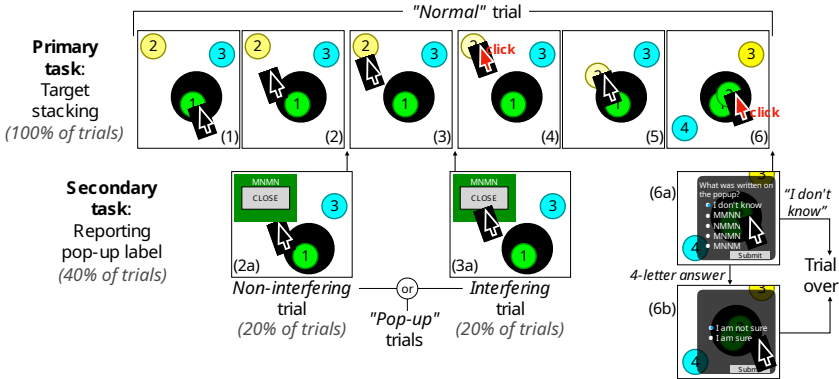 "Normal" trial
Primary
task:
Target
stacking
(100% of trials)
2
3
1
(1)
2
3
1
(2)
2
3
1
(3)
2
click
3
1
(4)
2
3
1
(5)
3
2
1
click
4
(6)
Secondary
task:
Reporting
pop-up label
(40% of trials)
MNMN
CLOSE
3
1
(2a)
MNMN
CLOSE
3
1
(3a)
Non-interfering
trial
(20% of trials)
or
"Pop-up"
trials
Interfering
trial
(20% of trials)
(6a)
3
What was written on
the popup?
I don't know
MMNN
NMMN
MNMN
MNNM
4
Submit
“I don't
know”
4-letter answer
Trial
over
(6b)
3
I am not sure
I am sure
4
Submit